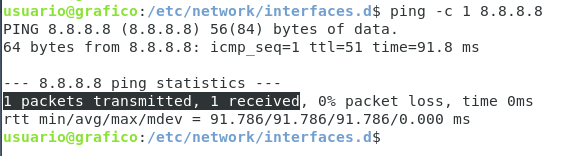 usuario@grafico:/etc/network/interfaces.d$ ping -c 1 8.8.8.8
PING 8.8.8.8 (8.8.8.8) 56(84) bytes of data.
64 bytes from 8.8.8.8: icmp_seq=1 ttl=51 time=91.8 ms

--- 8.8.8.8 ping statistics ---
1 packets transmitted, 1 received, 0% packet loss, time 0ms
rtt min/avg/max/mdev = 91.786/91.786/91.786/0.000 ms
usuario@grafico:/etc/network/interfaces.d$